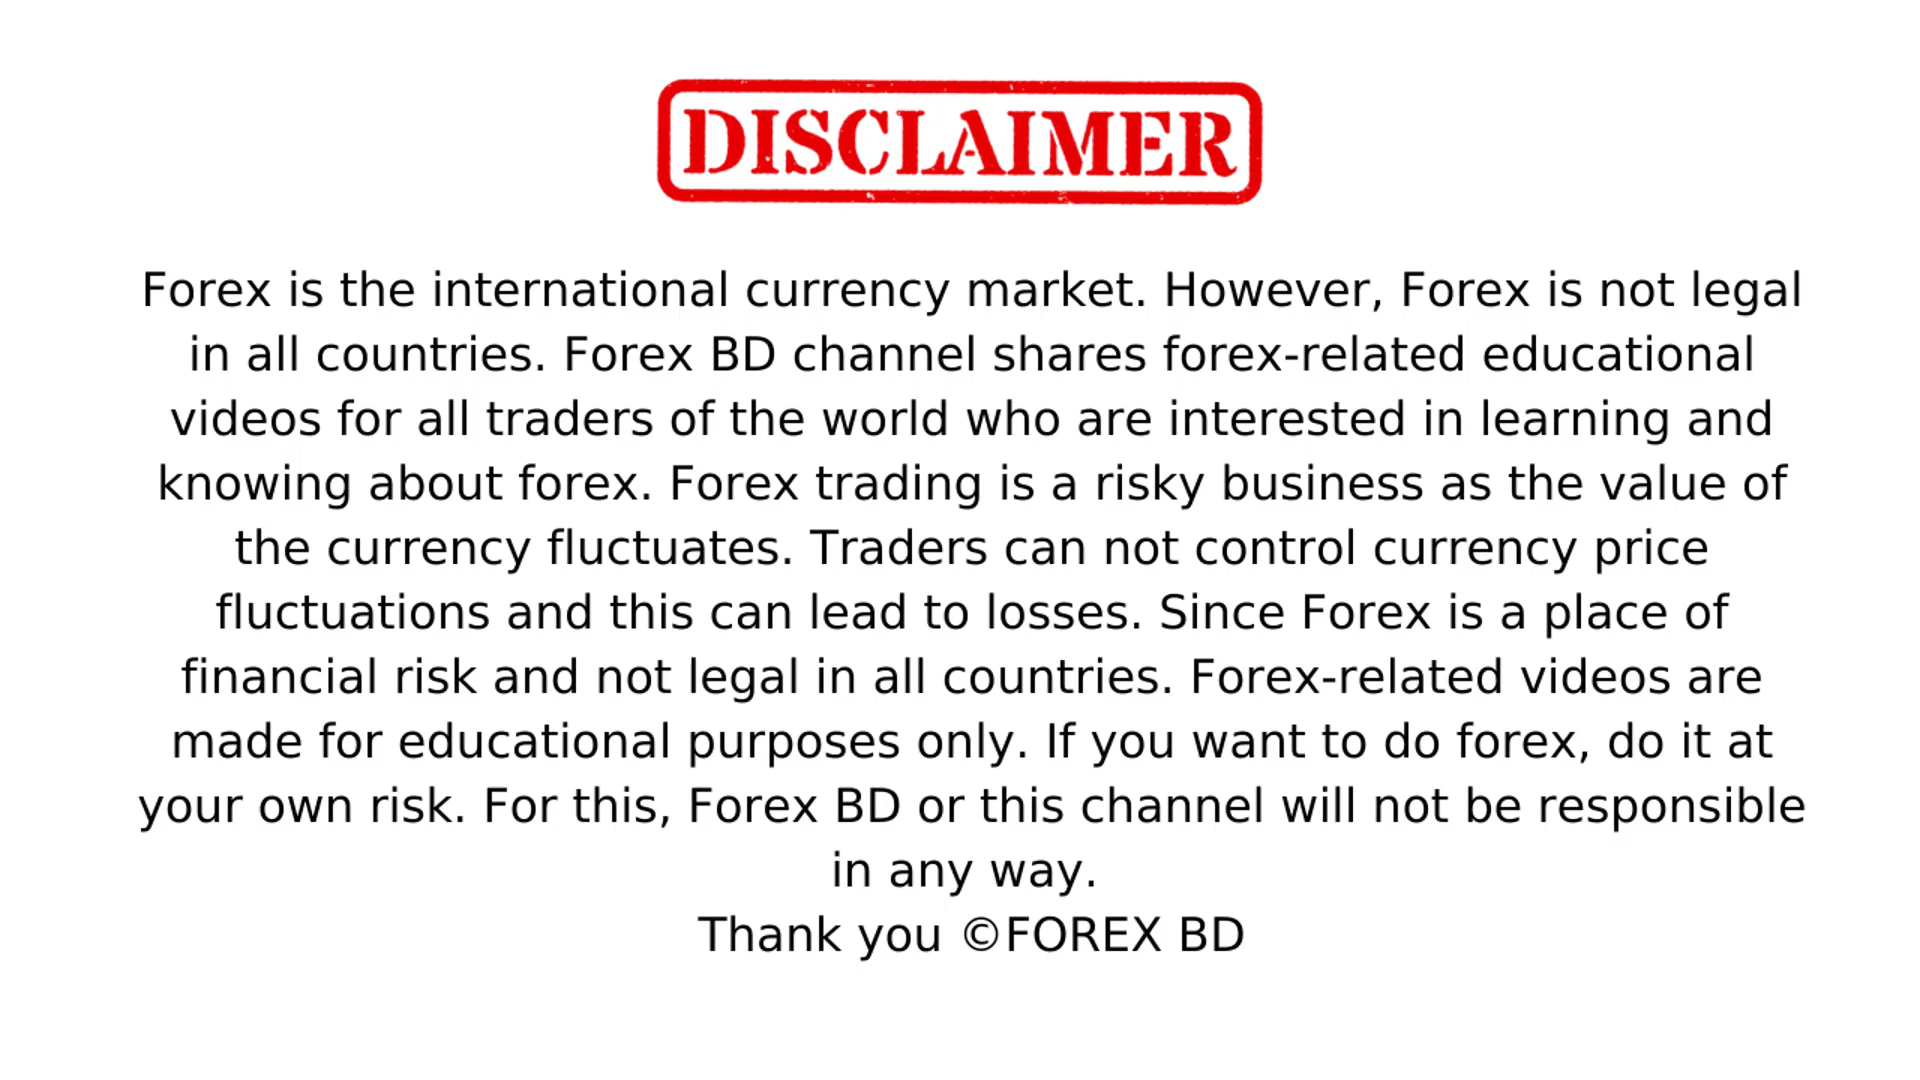 DISCLAIMER
Forex is the international currency market. However, Forex is not legal
in all countries. Forex BD channel shares forex-related educational
videos for all traders of the world who are interested in learning and
knowing about forex. Forex trading is a risky business as the value of
the currency fluctuates. Traders can not control currency price
fluctuations and this can lead to losses. Since Forex is a place of
financial risk and not legal in all countries. Forex-related videos are
made for educational purposes only. If you want to do forex, do it at
your own risk. For this, Forex BD or this channel will not be responsible
in any way.
Thank you ©FOREX BD